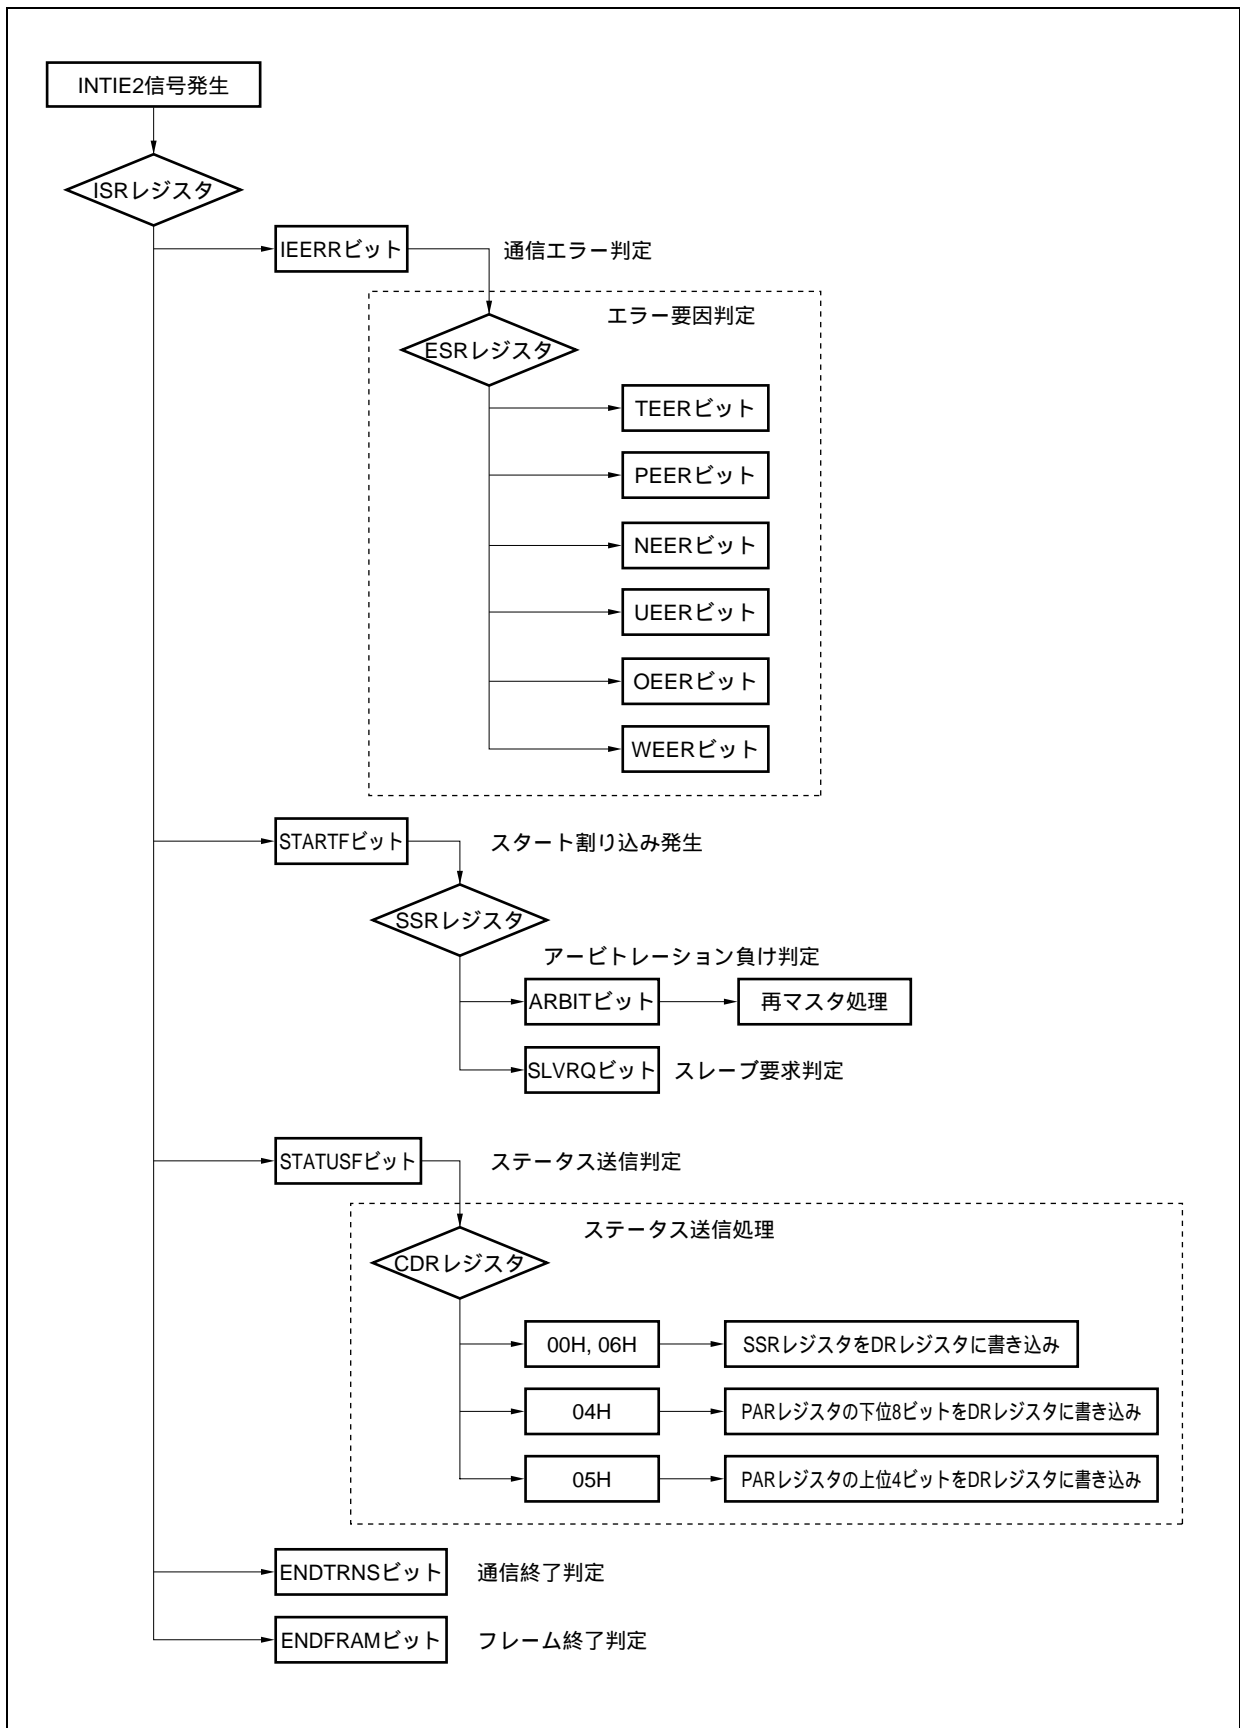 INTIE2信号発生
ISRレジスタ
IEERRビット
通信エラー判定
エラー要因判定
ESRレジスタ
TEERビット
PEERビット
NEERビット
UEERビット
OEERビット
WEERビット
STARTFビット
スタート割り込み発生
SSRレジスタ
アービトレーション負け判定
ARBITビット
再マスタ処理
SLVRQビット
スレーブ要求判定
STATUSFビット
ステータス送信判定
ステータス送信処理
CDRレジスタ
00H, 06H
SSRレジスタをDRレジスタに書き込み
04H
PARレジスタの下位8ビットをDRレジスタに書き込み
05H
PARレジスタの上位4ビットをDRレジスタに書き込み
ENDTRNSビット
通信終了判定
ENDFRAMビット
フレーム終了判定